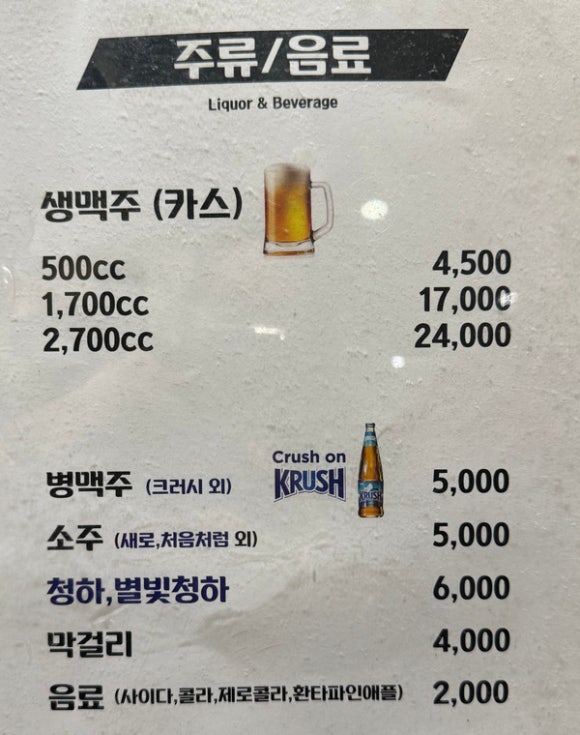 주류/음료
Liquor & Beverage
생맥주 (카스)
500cc 4,500
1,700cc 17,000
2,700cc 24,000
Crush on
KRUSH
KRUSH
병맥주 (크러시 외) 5,000
소주 (새로,처음처럼 외) 5,000
청하,별빛청하 6,000
막걸리 4,000
음료 (사이다,콜라,제로콜라,환타파인애플) 2,000